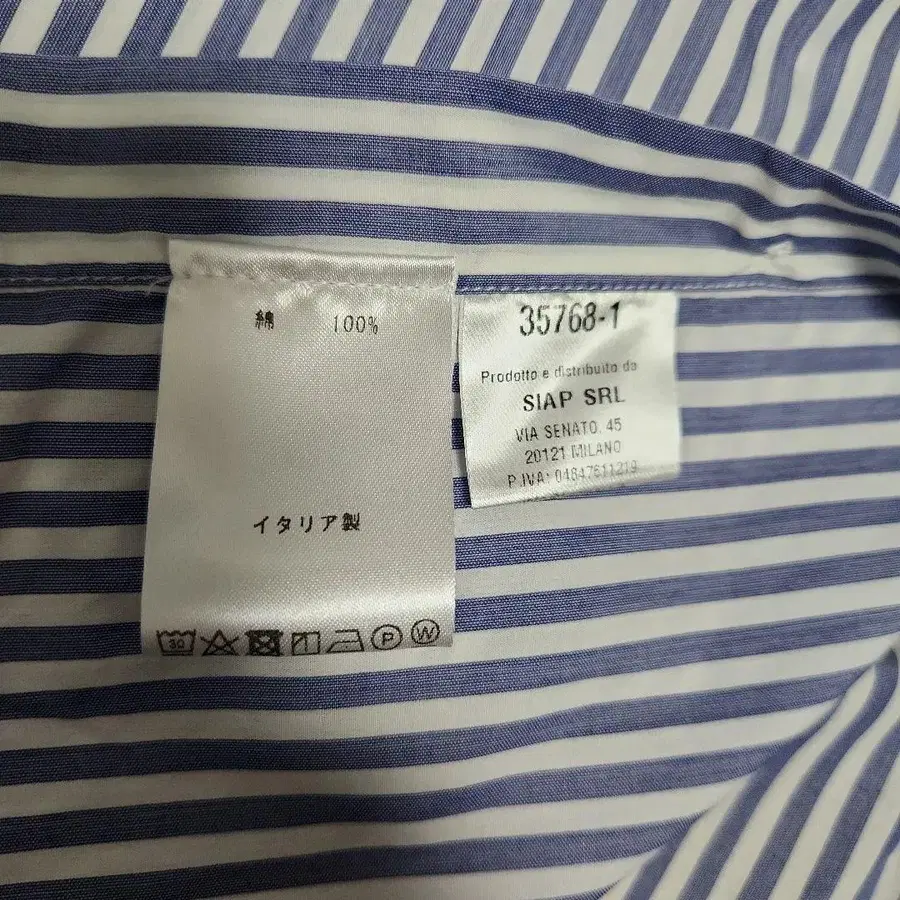 綿 100%
イタリア製
30
P
W
35768-1
Prodotto e distribuito da
SIAP SRL
VIA SENATO, 45
20121 MILANO
P.IVA: 04847611219